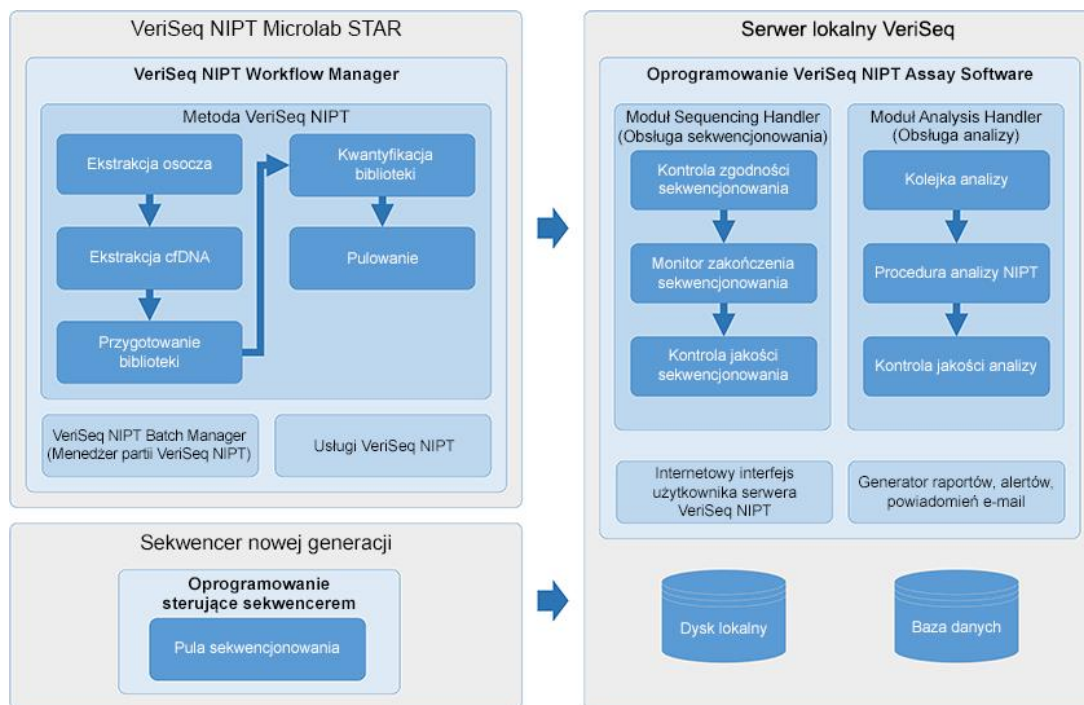 VeriSeq NIPT Microlab STAR
VeriSeq NIPT Workflow Manager
Metoda VeriSeq NIPT
Ekstrakcja osocza
Ekstrakcja cfDNA
Przygotowanie
biblioteki
Kwantyfikacja
biblioteki
Pulowanie
VeriSeq NIPT Batch Manager
(Menedżer partii VeriSeq NIPT)
Usługi VeriSeq NIPT
Sekwencer nowej generacji
Oprogramowanie
sterujące sekwencerem
Pula sekwencjonowania
Serwer lokalny VeriSeq
Oprogramowanie VeriSeq NIPT Assay Software
Moduł Sequencing Handler
(Obsługa sekwencjonowania)
Kontrola zgodności
sekwencjonowania
Monitor zakończenia
sekwencjonowania
Kontrola jakości
sekwencjonowania
Moduł Analysis Handler
(Obsługa analizy)
Kolejka analizy
Procedura analizy NIPT
Kontrola jakości analizy
Internetowy interfejs
użytkownika serwera
VeriSeq NIPT
Generator raportów, alertów,
powiadomień e-mail
Dysk lokalny
Baza danych